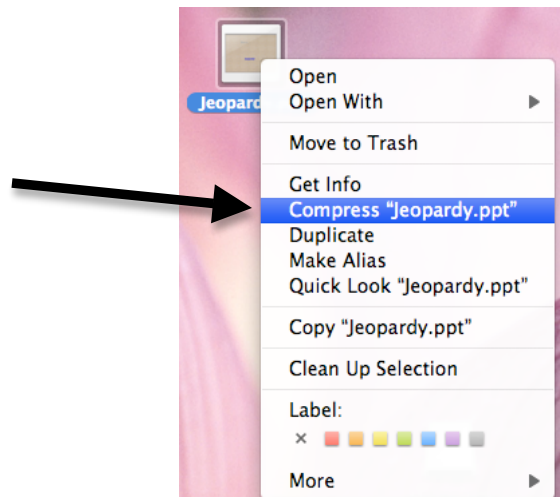 Jeopard
Open
Open With
Move to Trash
Get Info
Compress “Jeopardy.ppt”
Duplicate
Make Alias
Quick Look “Jeopardy.ppt”
Copy “Jeopardy.ppt”
Clean Up Selection
Label:
×
More